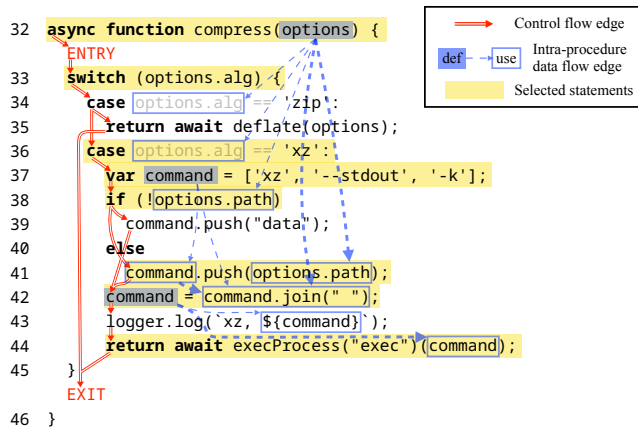 32 async function compress(options) {
ENTRY
33 switch (options.alg) {
34 case options.alg == 'zip':
35 return await deflate(options);
36 case options.alg == 'xz':
37 var command = ['xz', '--stdout', '-k'];
38 if (!options.path)
39 command.push("data");
40 else
41 command.push(options.path);
42 command = command.join(" ");
43 logger.log(`xz, ${command}`);
44 return await execProcess("exec")(command);
45 }
EXIT
46 }
Control flow edge
def use Intra-procedure
data flow edge
Selected statements